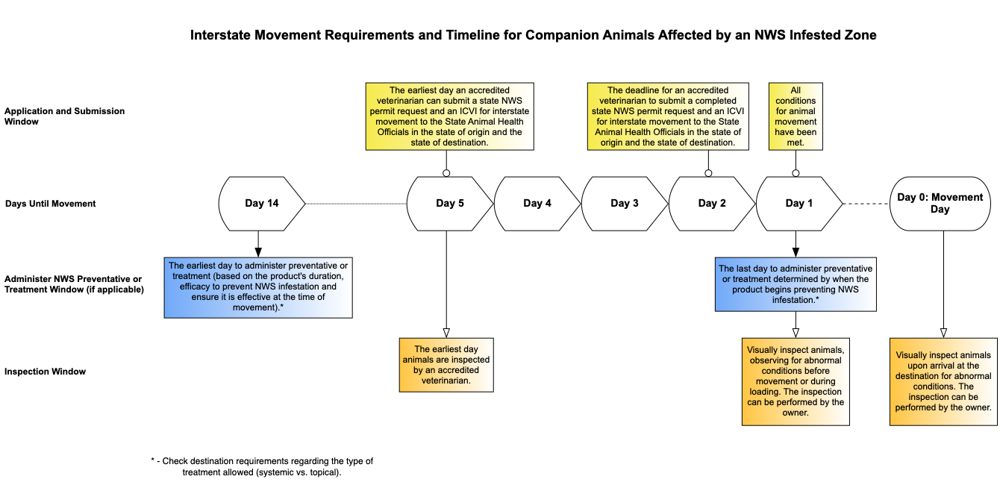 Interstate Movement Requirements and Timeline for Companion Animals Affected by an NWS Infested Zone
Application and Submission
Window
The earliest day an accredited
veterinarian can submit a state NWS
permit request and an ICVI for interstate
movement to the State Animal Health
Officials in the state of origin and the
state of destination.
The deadline for an accredited
veterinarian to submit a completed
state NWS permit request and an ICVI
for interstate movement to the State
Animal Health Officials in the state of
origin and the state of destination.
All
conditions
for animal
movement
have been
met.
Days Until Movement
Day 14
Day 5
Day 4
Day 3
Day 2
Day 1
Day 0: Movement
Day
Administer NWS Preventative or
Treatment Window (if applicable)
The earliest day to administer preventative or
treatment (based on the product's duration,
efficacy to prevent NWS infestation and
ensure it is effective at the time of
movement).*
The last day to administer preventative
or treatment determined by when the
product begins preventing NWS
infestation.*
Inspection Window
The earliest day
animals are inspected
by an accredited
veterinarian.
Visually inspect animals,
observing for abnormal
conditions before
movement or during
loading. The inspection
can be performed by the
owner.
Visually inspect animals
upon arrival at the
destination for abnormal
conditions. The
inspection can be
performed by the owner.
* - Check destination requirements regarding the type of
treatment allowed (systemic vs. topical).